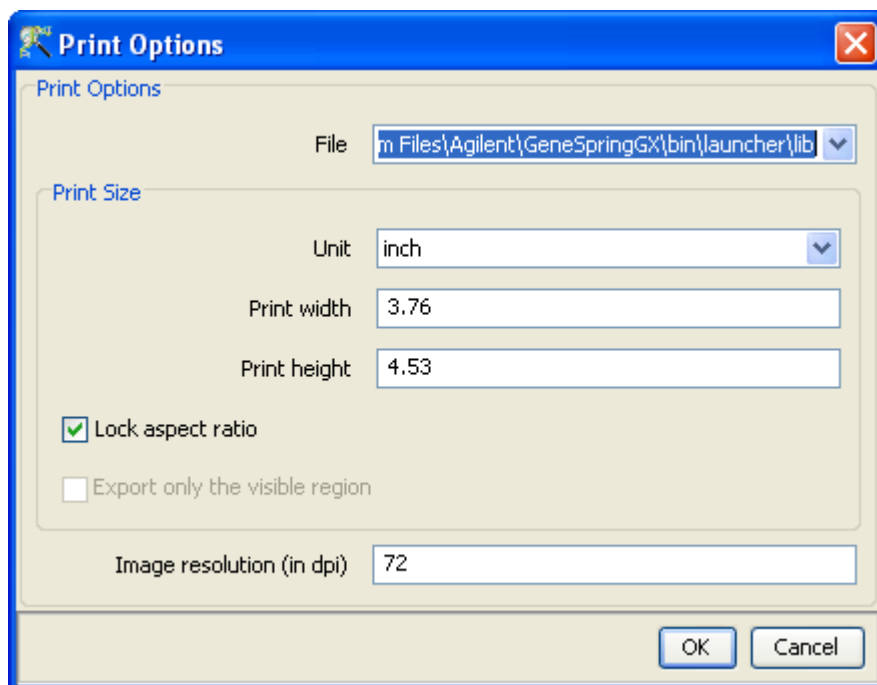 Print Options
Print Options
File m Files\Agilent\GeneSpringGX\bin\launcher\lib
Print Size
Unit inch
Print width 3.76
Print height 4.53
Lock aspect ratio
Export only the visible region
Image resolution (in dpi) 72
OK Cancel